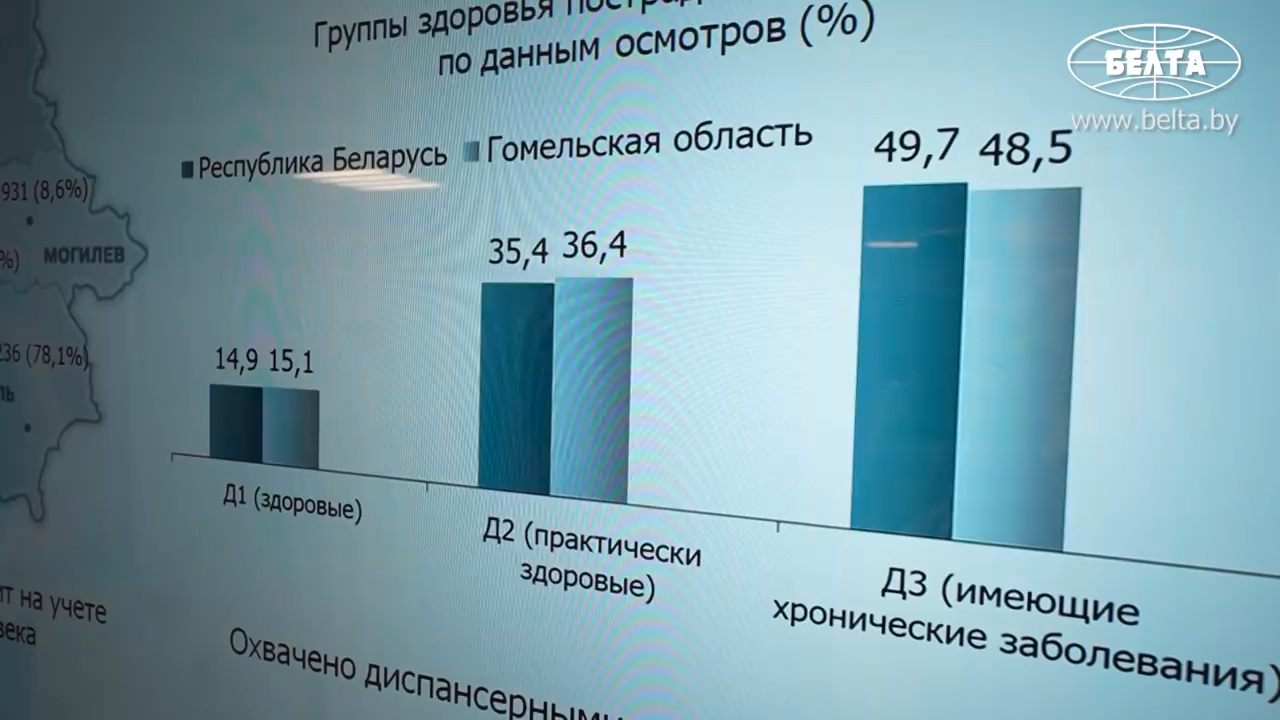 Группы здоровья
по данным осмотров (%)
БЕЛТА
www.belta.by
Республика Беларусь
Гомельская область
49,7
48,5
35,4
36,4
14,9
15,1
931 (8,6%)
%)
МОГИЛЕВ
236 (78,1%)
Д1 (здоровые)
Д2 (практически
здоровые)
Д3 (имеющие
хронические заболевания)
на учете
Охвачено диспансерными